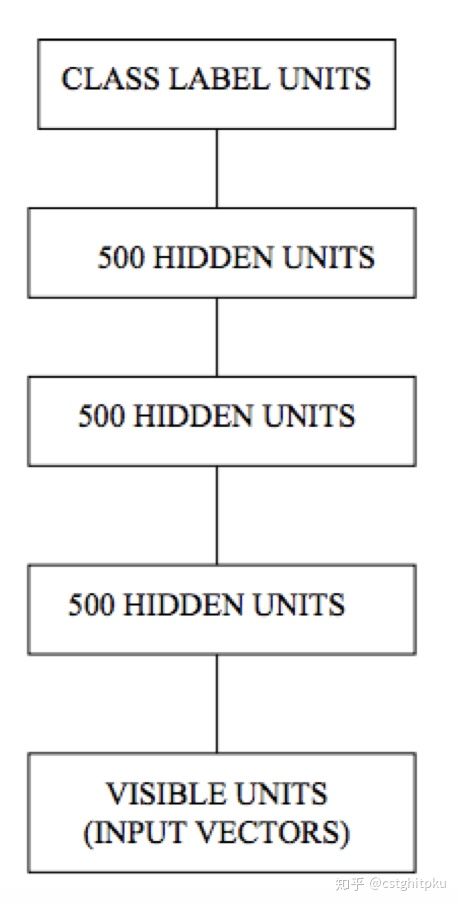 CLASS LABEL UNITS
500 HIDDEN UNITS
500 HIDDEN UNITS
500 HIDDEN UNITS
VISIBLE UNITS
(INPUT VECTORS)
知乎 @cstghitpku